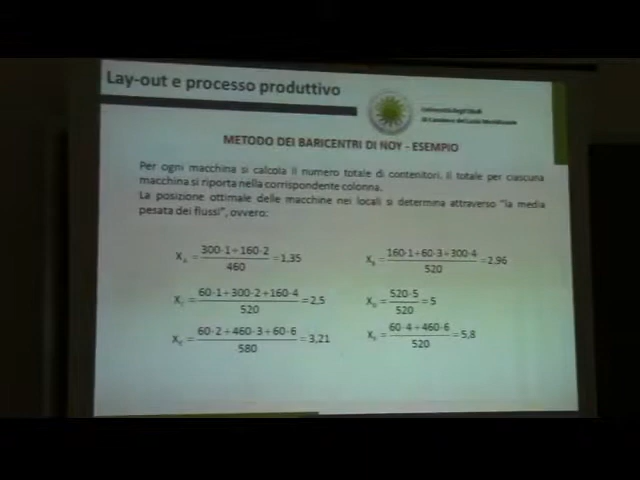 Lay-out e processo produttivo
Università degli Studi
di Cassino e del Lazio Meridionale
METODO DEI BARICENTRI DI NOY - ESEMPIO
Per ogni macchina si calcola il numero totale di contenitori. Il totale per ciascuna
macchina si riporta nella corrispondente colonna.
La posizione ottimale delle macchine nei locali si determina attraverso "la media
pesata dei flussi", ovvero:
X_A = (300·1+160·2)/460 = 1,35
X_B = (160·1+60·3+300·4)/520 = 2,96
X_C = (60·1+300·2+160·4)/520 = 2,5
X_D = (520·5)/520 = 5
X_E = (60·2+460·3+60·6)/580 = 3,21
X_F = (60·4+460·6)/520 = 5,8